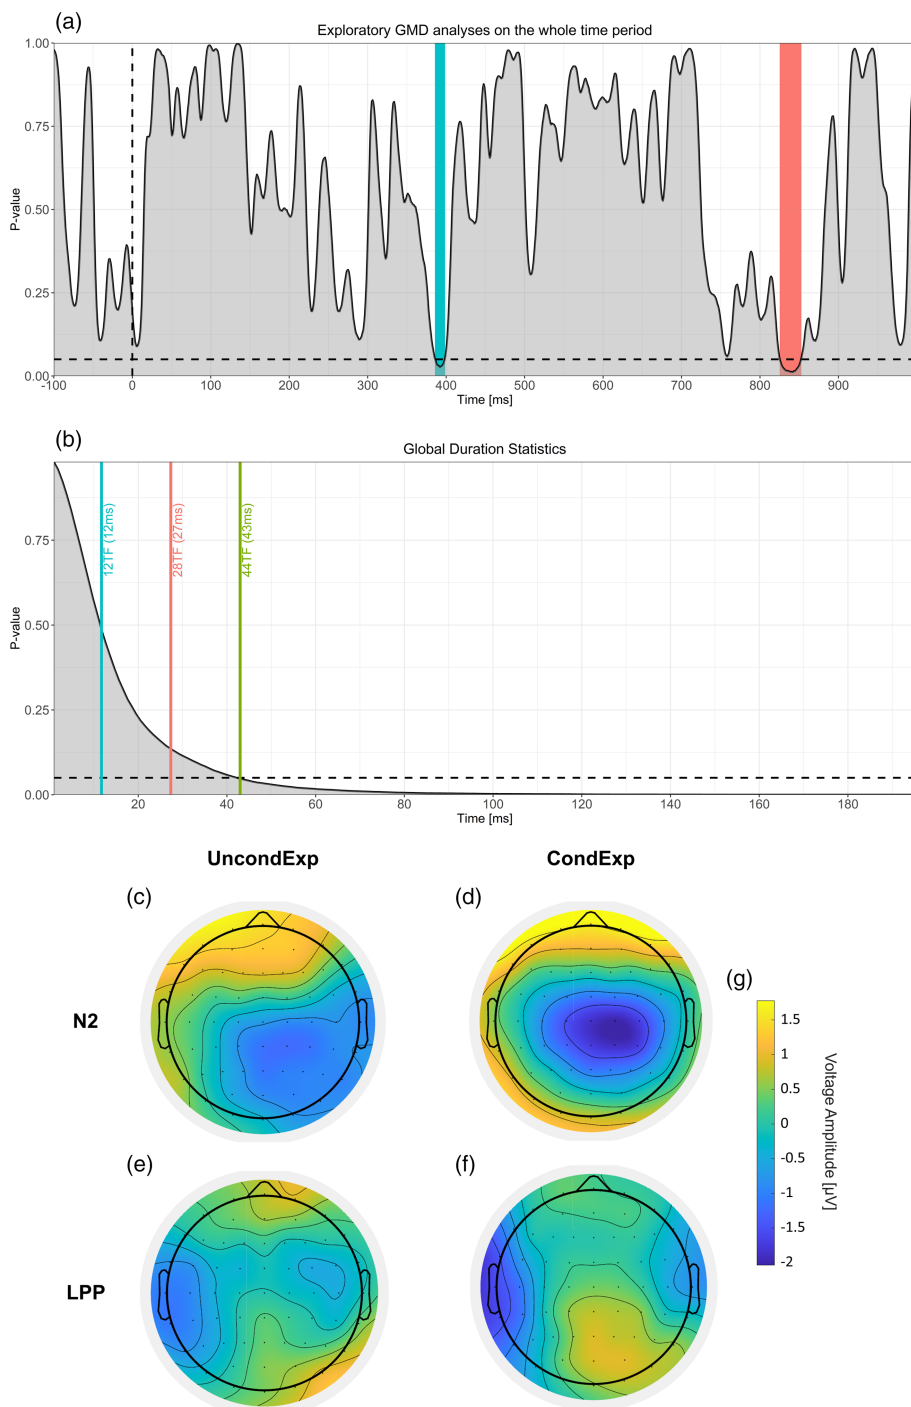 (a)
Exploratory GMD analyses on the whole time period
1.00
0.75
0.50
0.25
0.00
P-value
-100 0 100 200 300 400 500 600 700 800 900
Time [ms]
(b)
Global Duration Statistics
0.75
0.50
0.25
0.00
P-value
12TF (12ms)
28TF (27ms)
44TF (43ms)
20 40 60 80 100 120 140 160 180
Time [ms]
UncondExp CondExp
(c) (d)
N2
(g)
1.5
1
0.5
0
-0.5
-1
-1.5
-2
Voltage Amplitude [μV]
(e) (f)
LPP